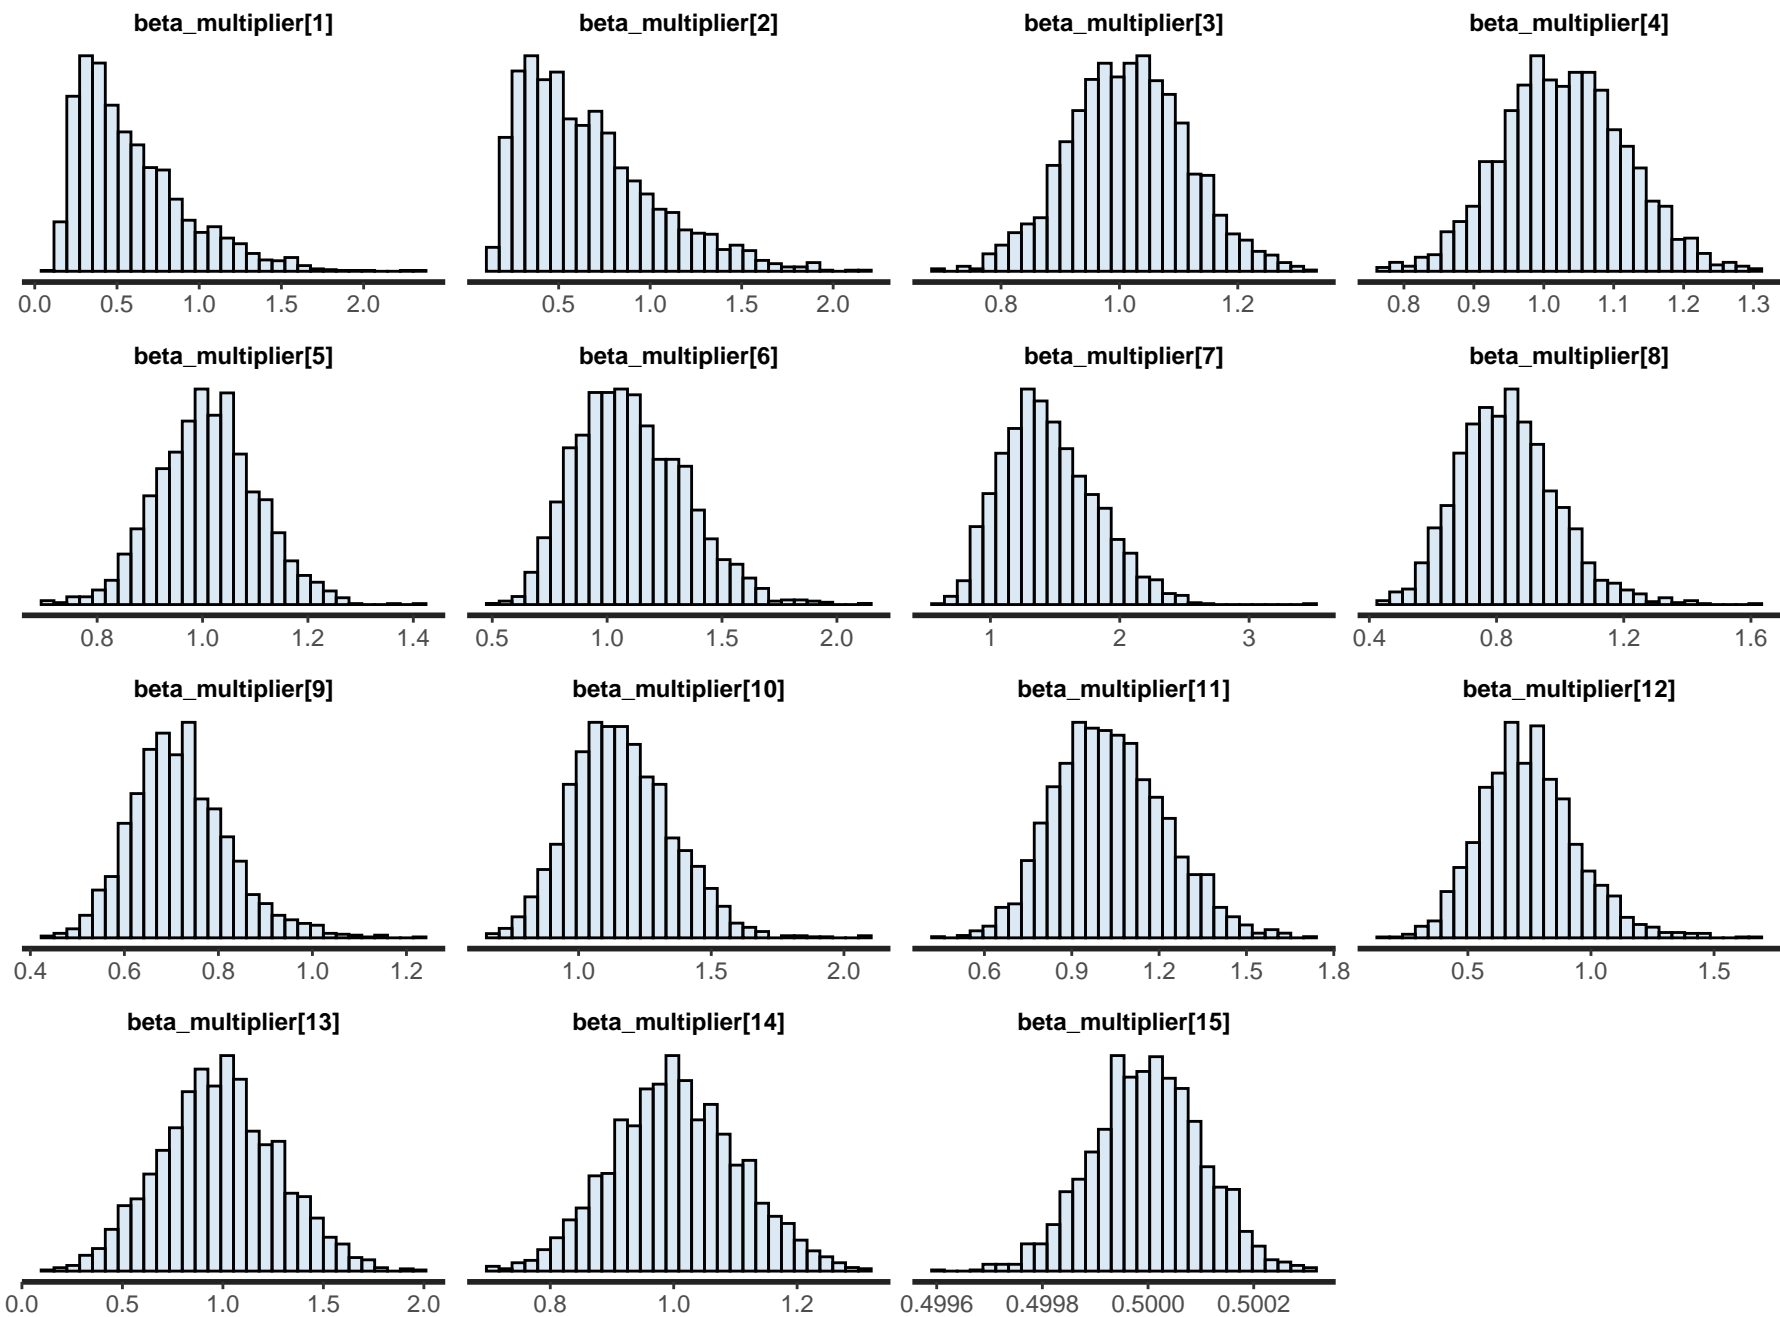 beta_multiplier[1] beta_multiplier[2] beta_multiplier[3] beta_multiplier[4]
0.0 0.5 1.0 1.5 2.0 0.5 1.0 1.5 2.0 0.8 1.0 1.2 0.8 0.9 1.0 1.1 1.2 1.3
beta_multiplier[5] beta_multiplier[6] beta_multiplier[7] beta_multiplier[8]
0.8 1.0 1.2 1.4 0.5 1.0 1.5 2.0 1 2 3 0.4 0.8 1.2 1.6
beta_multiplier[9] beta_multiplier[10] beta_multiplier[11] beta_multiplier[12]
0.4 0.6 0.8 1.0 1.2 1.0 1.5 2.0 0.6 0.9 1.2 1.5 1.8 0.5 1.0 1.5
beta_multiplier[13] beta_multiplier[14] beta_multiplier[15]
0.0 0.5 1.0 1.5 2.0 0.8 1.0 1.2 0.4996 0.4998 0.5000 0.5002